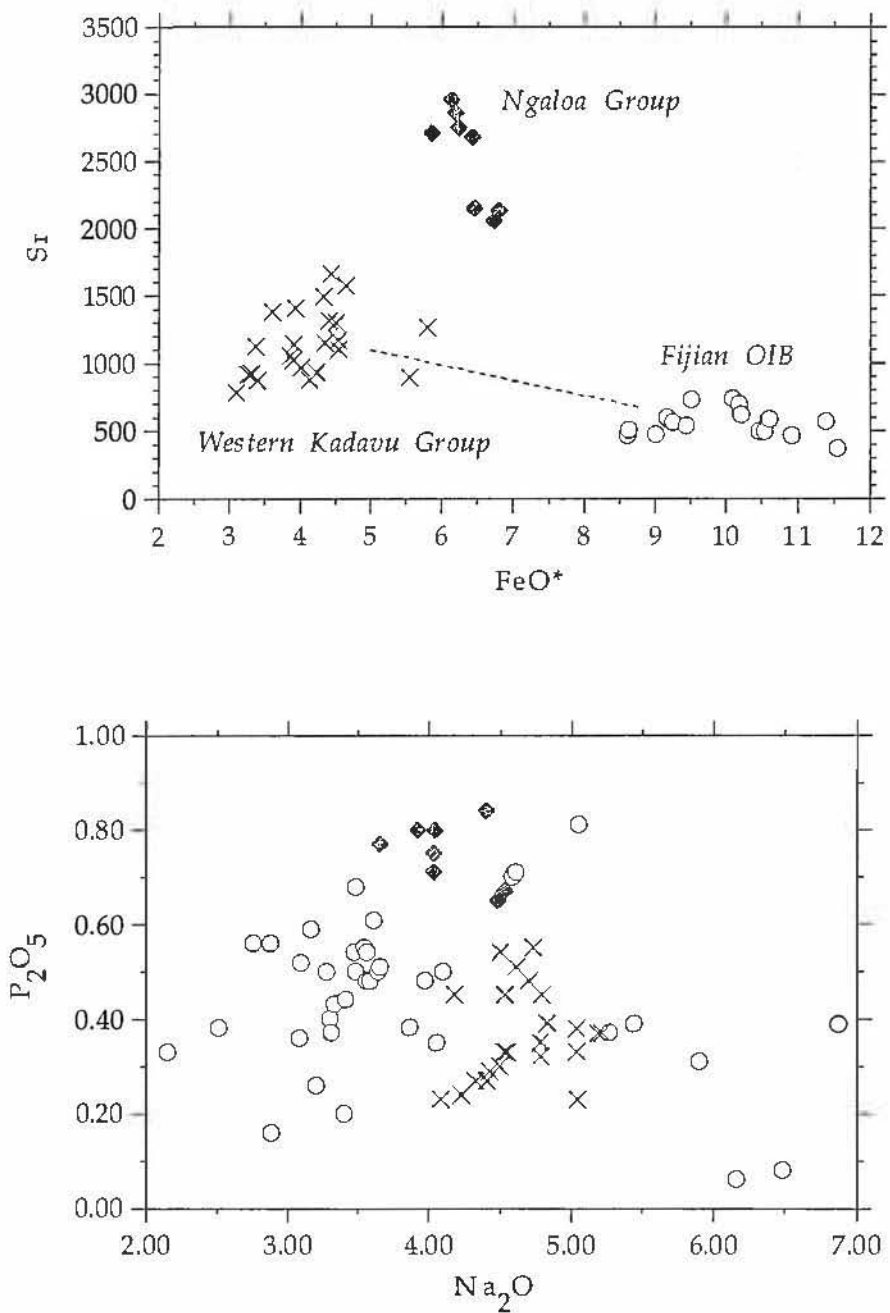 3500
3000
2500
2000
1500
1000
500
0
Sr
Ngaloa Group
Fijian OIB
Western Kadavu Group
2 3 4 5 6 7 8 9 10 11 12
FeO*
1.00
0.80
0.60
0.40
0.20
0.00
P₂O₅
2.00 3.00 4.00 5.00 6.00 7.00
Na₂O